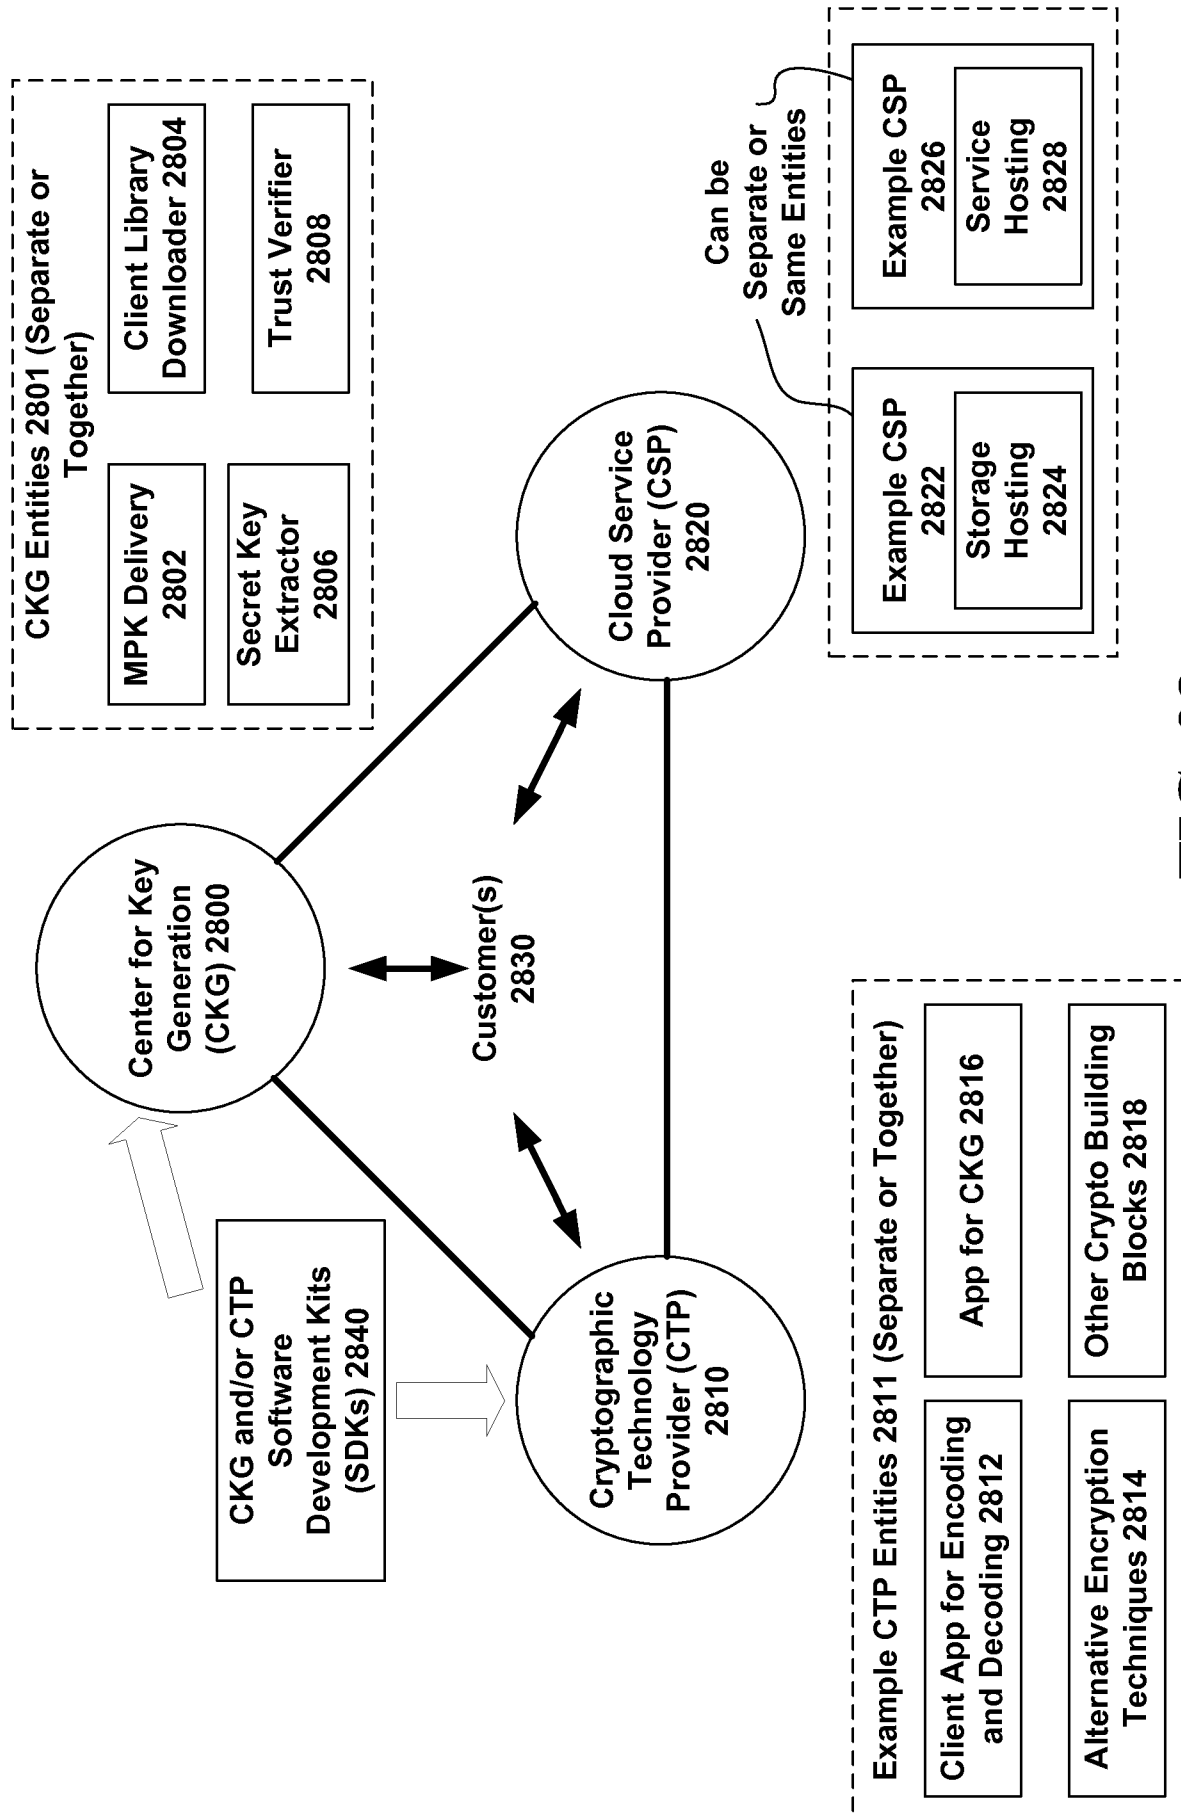 CKG Entities 2801 (Separate or
Together)
MPK Delivery
2802
Client Library
Downloader 2804
Secret Key
Extractor
2806
Trust Verifier
2808
Center for Key
Generation
(CKG) 2800
CKG and/or CTP
Software
Development Kits
(SDKs) 2840
Customer(s)
2830
Cryptographic
Technology
Provider (CTP)
2810
Cloud Service
Provider (CSP)
2820
Can be
Separate or
Same Entities
Example CTP Entities 2811 (Separate or Together)
Client App for Encoding
and Decoding 2812
App for CKG 2816
Alternative Encryption
Techniques 2814
Other Crypto Building
Blocks 2818
Example CSP
2822
Storage
Hosting
2824
Example CSP
2826
Service
Hosting
2828